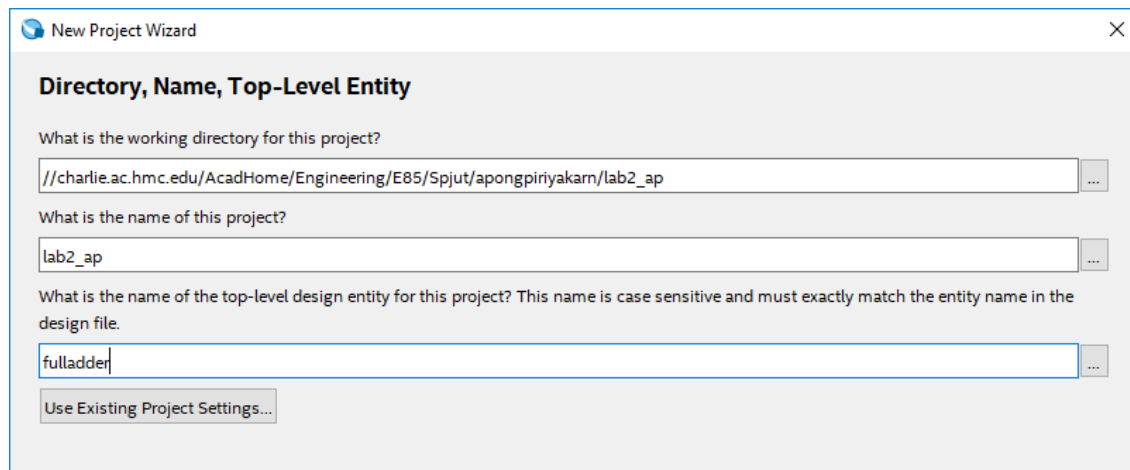 New Project Wizard
Directory, Name, Top-Level Entity
What is the working directory for this project?
//charlie.ac.hmc.edu/AcadHome/Engineering/E85/Spjut/apongpiriyakarn/lab2_ap
...
What is the name of this project?
lab2_ap
...
What is the name of the top-level design entity for this project? This name is case sensitive and must exactly match the entity name in the
design file.
fulladder
...
Use Existing Project Settings...